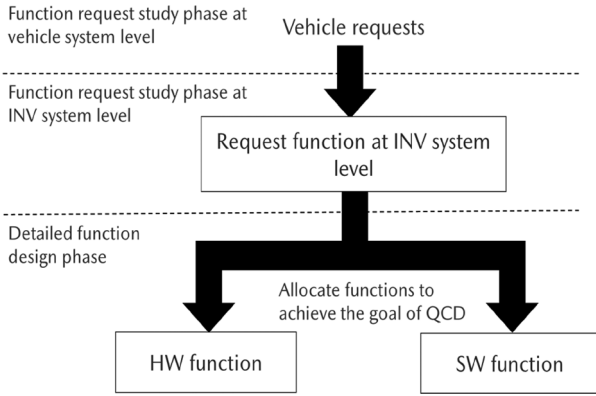 Function request study phase at
vehicle system level
Vehicle requests
Function request study phase at
INV system level
Request function at INV system
level
Detailed function
design phase
Allocate functions to
achieve the goal of QCD
HW function
SW function